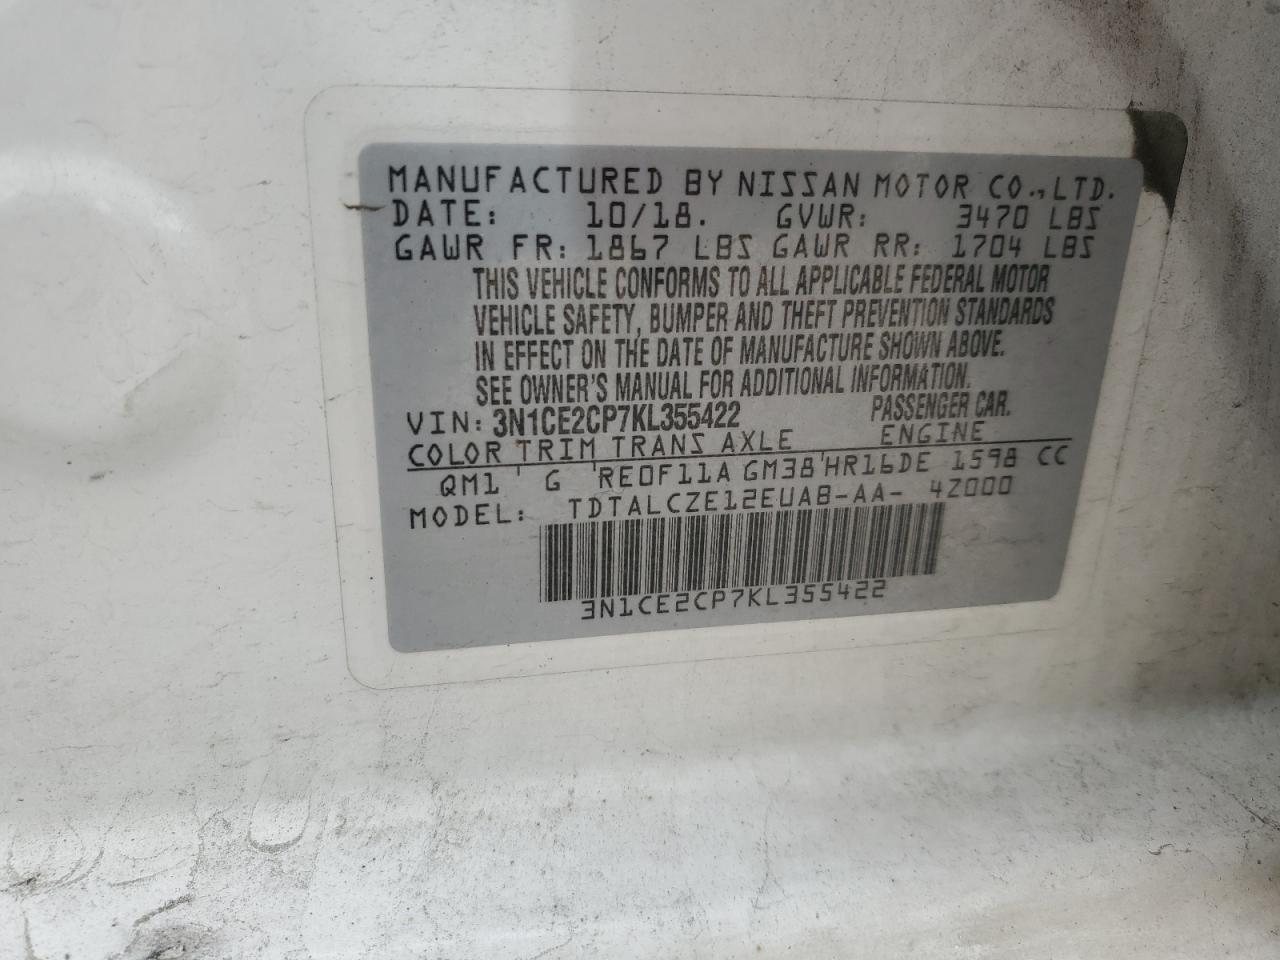 MANUFACTURED BY NISSAN MOTOR CO., LTD.
DATE: 10/18. GVWR: 3470 LBS
GAWR FR: 1867 LBS GAWR RR: 1704 LBS
THIS VEHICLE CONFORMS TO ALL APPLICABLE FEDERAL MOTOR
VEHICLE SAFETY, BUMPER AND THEFT PREVENTION STANDARDS
IN EFFECT ON THE DATE OF MANUFACTURE SHOWN ABOVE.
SEE OWNER'S MANUAL FOR ADDITIONAL INFORMATION.
VIN: 3N1CE2CP7KL355422 PASSENGER CAR.
COLOR TRIM TRANS AXLE ENGINE
QM1 G RE0F11A GM38 HR16DE 1598 CC
MODEL: TDTALCZE12EUAB-AA- 42000
3N1CE2CP7KL355422